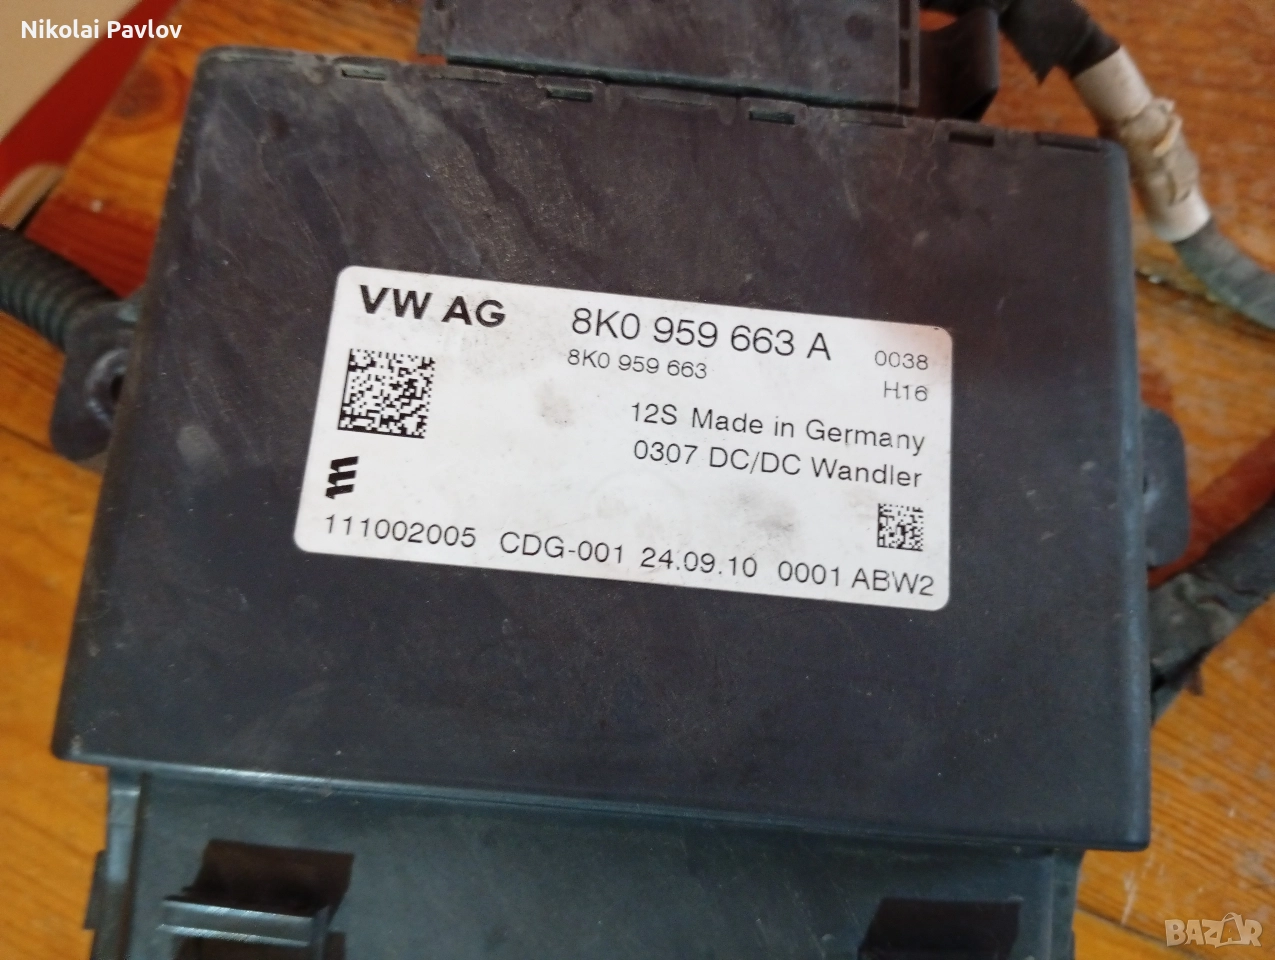 Nikolai Pavlov
VW AG 8K0 959 663 A 0038
8K0 959 663 H16
12S Made in Germany
0307 DC/DC Wandler
111002005 CDG-001 24.09.10 0001 ABW2
BAZAR